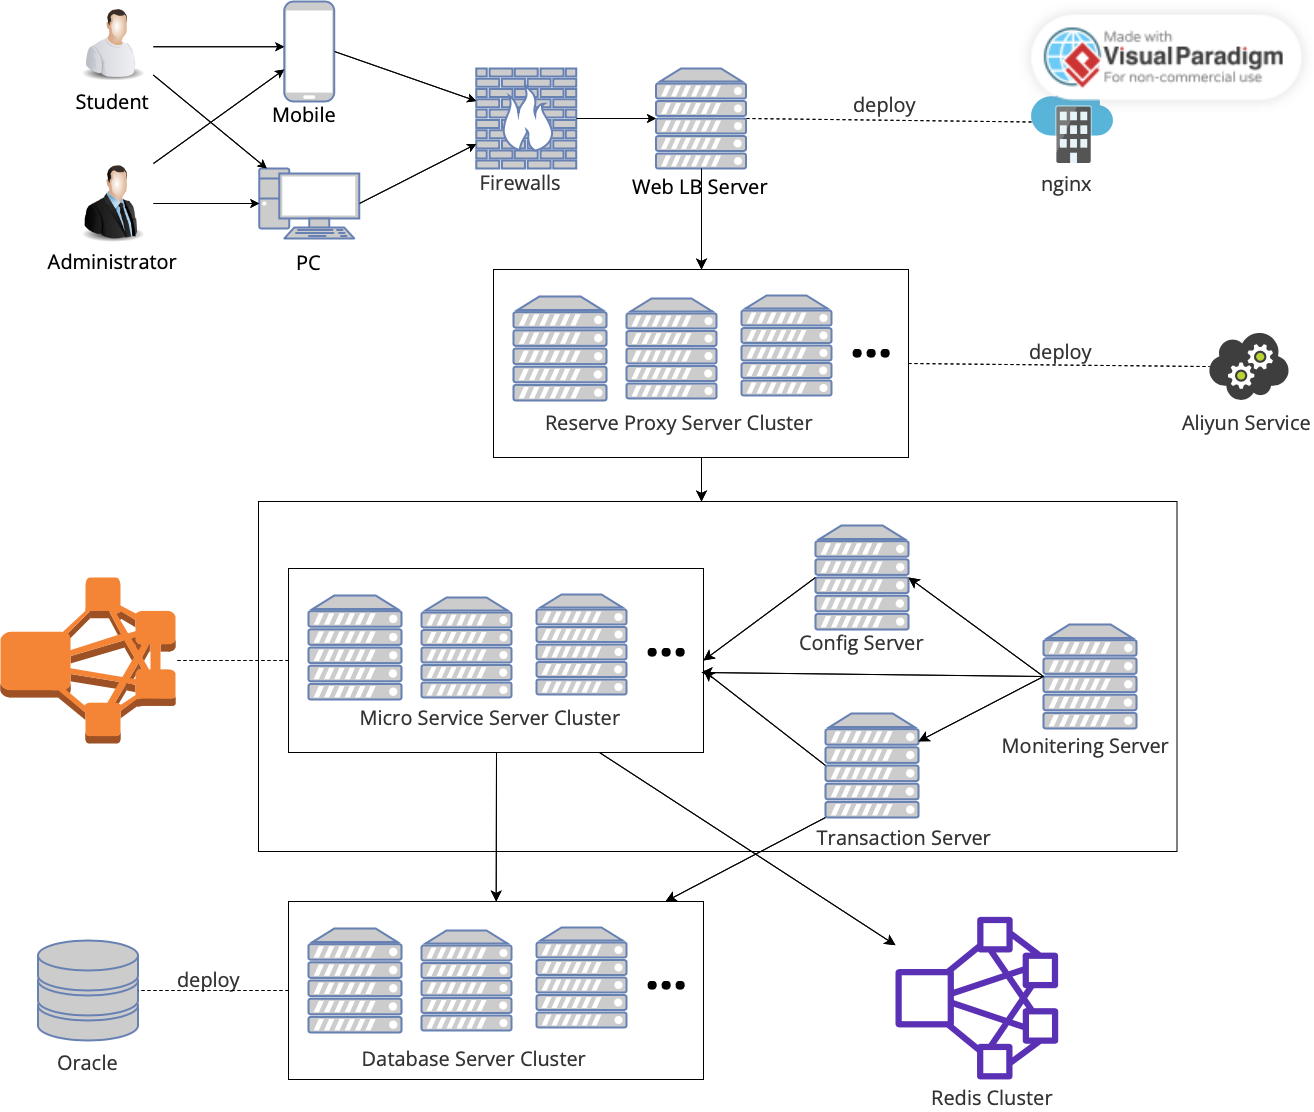 Made with
Visual Paradigm
For non-commercial use
Student
Mobile
deploy
Firewalls
Web LB Server
nginx
Administrator
PC
deploy
Reserve Proxy Server Cluster
Aliyun Service
Config Server
Micro Service Server Cluster
Monitering Server
Transaction Server
deploy
Oracle
Database Server Cluster
Redis Cluster